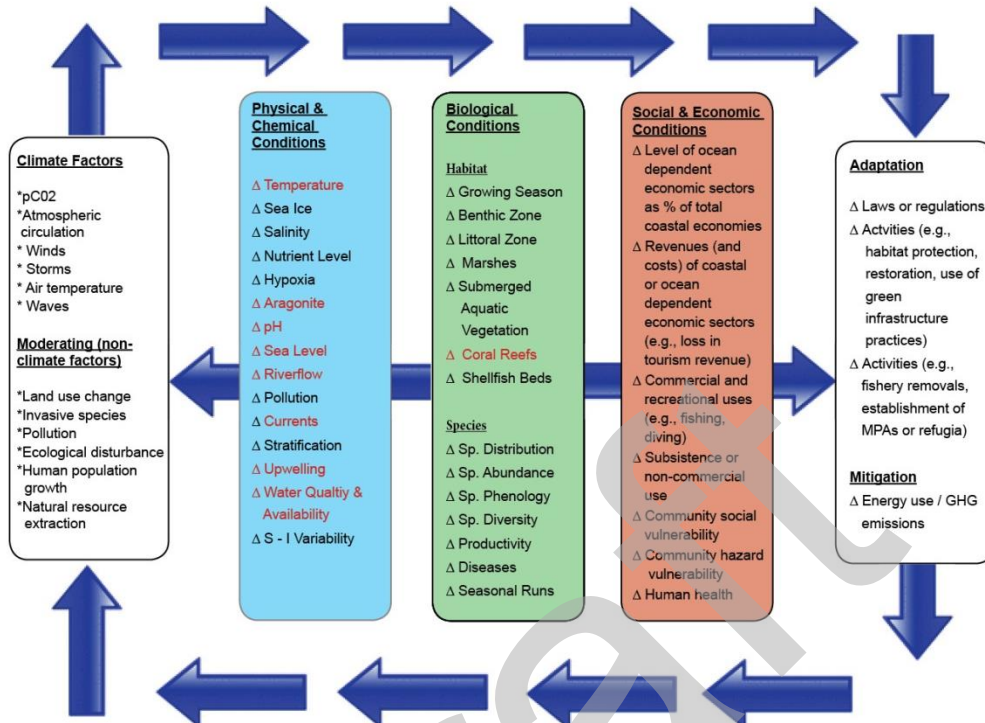 Climate Factors
*pC02
*Atmospheric
circulation
* Winds
* Storms
* Air temperature
* Waves
Moderating (non-
climate factors)
*Land use change
*Invasive species
*Pollution
*Ecological disturbance
*Human population
growth
*Natural resource
extraction
Physical &
Chemical
Conditions
Δ Temperature
Δ Sea Ice
Δ Salinity
Δ Nutrient Level
Δ Hypoxia
Δ Aragonite
Δ pH
Δ Sea Level
Δ Riverflow
Δ Pollution
Δ Currents
Δ Stratification
Δ Upwelling
Δ Water Qualtiy &
Availability
Δ S - I Variability
Biological
Conditions
Habitat
Δ Growing Season
Δ Benthic Zone
Δ Littoral Zone
Δ Marshes
Δ Submerged
Aquatic
Vegetation
Δ Coral Reefs
Δ Shellfish Beds
Species
Δ Sp. Distribution
Δ Sp. Abundance
Δ Sp. Phenology
Δ Sp. Diversity
Δ Productivity
Δ Diseases
Δ Seasonal Runs
Social & Economic
Conditions
Δ Level of ocean
dependent
economic sectors
as % of total
coastal economies
Δ Revenues (and
costs) of coastal
or ocean
dependent
economic sectors
(e.g., loss in
tourism revenue)
Δ Commercial and
recreational uses
(e.g., fishing,
diving)
Δ Subsistence or
non-commercial
use
Δ Community social
vulnerability
Δ Community hazard
vulnerability
Δ Human health
Adaptation
Δ Laws or regulations
Δ Actvities (e.g.,
habitat protection,
restoration, use of
green
infrastructure
practices)
Δ Activities (e.g.,
fishery removals,
establishment of
MPAs or refugia)
Mitigation
Δ Energy use / GHG
emissions